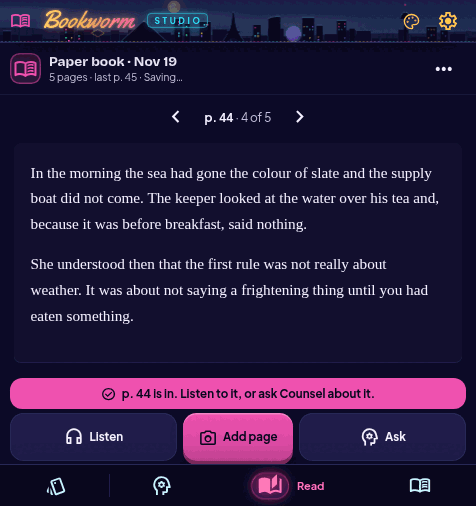 Bookworm STUDIO
Paper book · Nov 19
5 pages · last p. 45 · Saving...
p. 44 · 4 of 5
In the morning the sea had gone the colour of slate and the supply
boat did not come. The keeper looked at the water over his tea and,
because it was before breakfast, said nothing.
She understood then that the first rule was not really about
weather. It was about not saying a frightening thing until you had
eaten something.
p. 44 is in. Listen to it, or ask Counsel about it.
Listen
Add page
Ask
Read